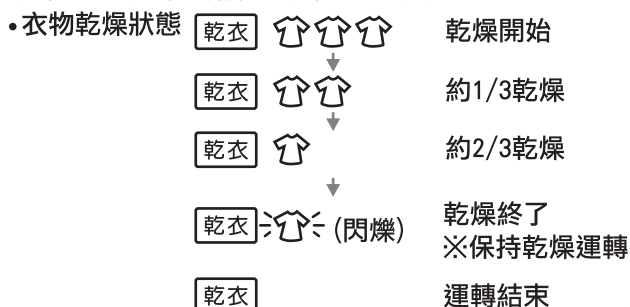 •衣物乾燥狀態 乾衣 乾燥開始
乾衣 約1/3乾燥
乾衣 約2/3乾燥
乾衣 (閃爍) 乾燥終了
※保持乾燥運轉
乾衣 運轉結束